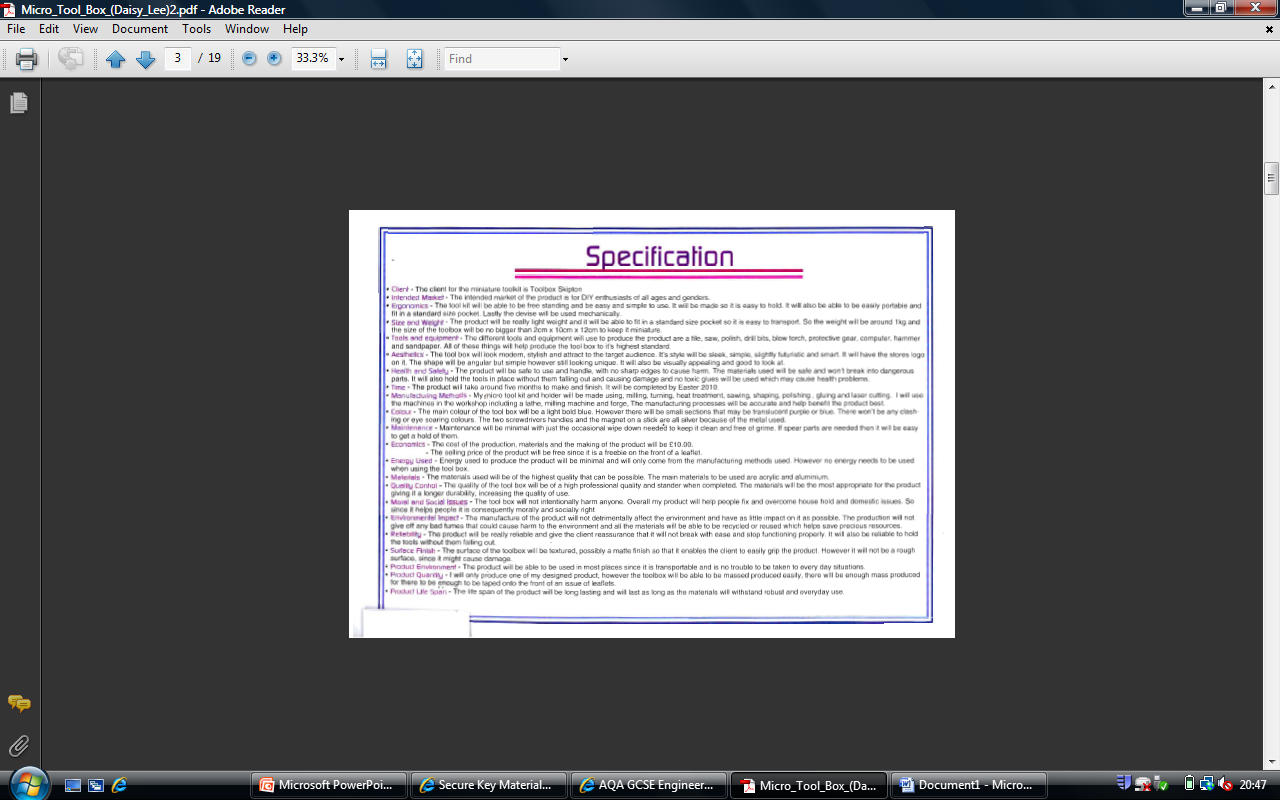 Micro_Tool_Box_(Daisy_Lee)2.pdf - Adobe Reader
File Edit View Document Tools Window Help
3 / 19 33.3% Find
Specification
• Client - The client for the miniature toolkit is Toolbox Skipton
• Intended Market - The intended market of the product is for DIY enthusiasts of all ages and genders.
• Ergonomics - The tool kit will be able to be free standing and be easy and simple to use. It will be made so it is easy to hold. It will also be able to be easily portable and
fit in a standard size pocket. Lastly the devise will be used mechanically.
• Size and Weight - The product will be really light weight and it will be able to fit in a standard size pocket so it is easy to transport. So the weight will be around 1kg and
the size of the toolbox will be no bigger than 2cm x 10cm x 12cm to keep it miniature.
• Tools and equipment - The different tools and equipment will use to produce the product are a file, saw, polish, drill bits, blow torch, protective gear, computer, hammer
and sandpaper. All of these things will help produce the tool box to it's highest standard.
• Aesthetics - The tool box will look modern, stylish and attract to the target audience. It's style will be sleek, simple, slightly futuristic and smart. It will have the stores logo
on it. The shape will be angular but simple however still looking unique. It will also be visually appealing and good to look at.
• Health and Safety - The product will be safe to use and handle, with no sharp edges to cause harm. The materials used will be safe and won't break into dangerous
parts. It will also hold the tools in place without them falling out and causing damage and no toxic glues will be used which may cause health problems.
• Time - The product will take around five months to make and finish. It will be completed by Easter 2010.
• Manufacturing Methods - My micro tool kit and holder will be made using, milling, turning, heat treatment, sawing, shaping, polishing , gluing and laser cutting. I will use
the machines in the workshop including a lathe, milling machine and forge, The manufacturing processes will be accurate and help benefit the product best.
• Colour - The main colour of the tool box will be a light bold blue. However there will be small sections that may be translucent purple or blue. There won't be any clash-
ing or eye soaring colours. The two screwdrivers handles and the magnet on a stick are all silver because of the metal used.
• Maintenance - Maintenance will be minimal with just the occasional wipe down needed to keep it clean and free of grime. If spear parts are needed then it will be easy
to get a hold of them.
• Economics - The cost of the production, materials and the making of the product will be £10.00.
- The selling price of the product will be free since it is a freebie on the front of a leaflet.
• Energy Used - Energy used to produce the product will be minimal and will only come from the manufacturing methods used. However no energy needs to be used
when using the tool box.
• Materials - The materials used will be of the highest quality that can be possible. The main materials to be used are acrylic and aluminium.
• Quality Control - The quality of the tool box will be of a high professional quality and stander when completed. The materials will be the most appropriate for the product
giving it a longer durability, increasing the quality of use.
• Moral and Social Issues - The tool box will not intentionally harm anyone. Overall my product will help people fix and overcome house hold and domestic issues. So
since it helps people it is consequently morally and socially right
• Environmental Impact - The manufacture of the product will not detrimentally affect the environment and have as little impact on it as possible. The production will not
give off any bad fumes that could cause harm to the environment and all the materials will be able to be recycled or reused which helps save precious resources.
• Reliability - The product will be really reliable and give the client reassurance that it will not break with ease and stop functioning properly. It will also be reliable to hold
the tools without them falling out.
• Surface Finish - The surface of the toolbox will be textured, possibly a matte finish so that it enables the client to easily grip the product. However it will not be a rough
surface, since it might cause damage.
• Product Environment - The product will be able to be used in most places since it is transportable and is no trouble to be taken to every day situations.
• Product Quantity - I will only produce one of my designed product, however the toolbox will be able to be massed produced easily, there will be enough mass produced
for there to be enough to be taped onto the front of an issue of leaflets.
• Product Life Span - The life span of the product will be long lasting and will last as long as the materials will withstand robust and everyday use.
Microsoft PowerPoi... Secure Key Material... AQA GCSE Engineer... Micro_Tool_Box_(Da... Document1 - Micro... 20:47